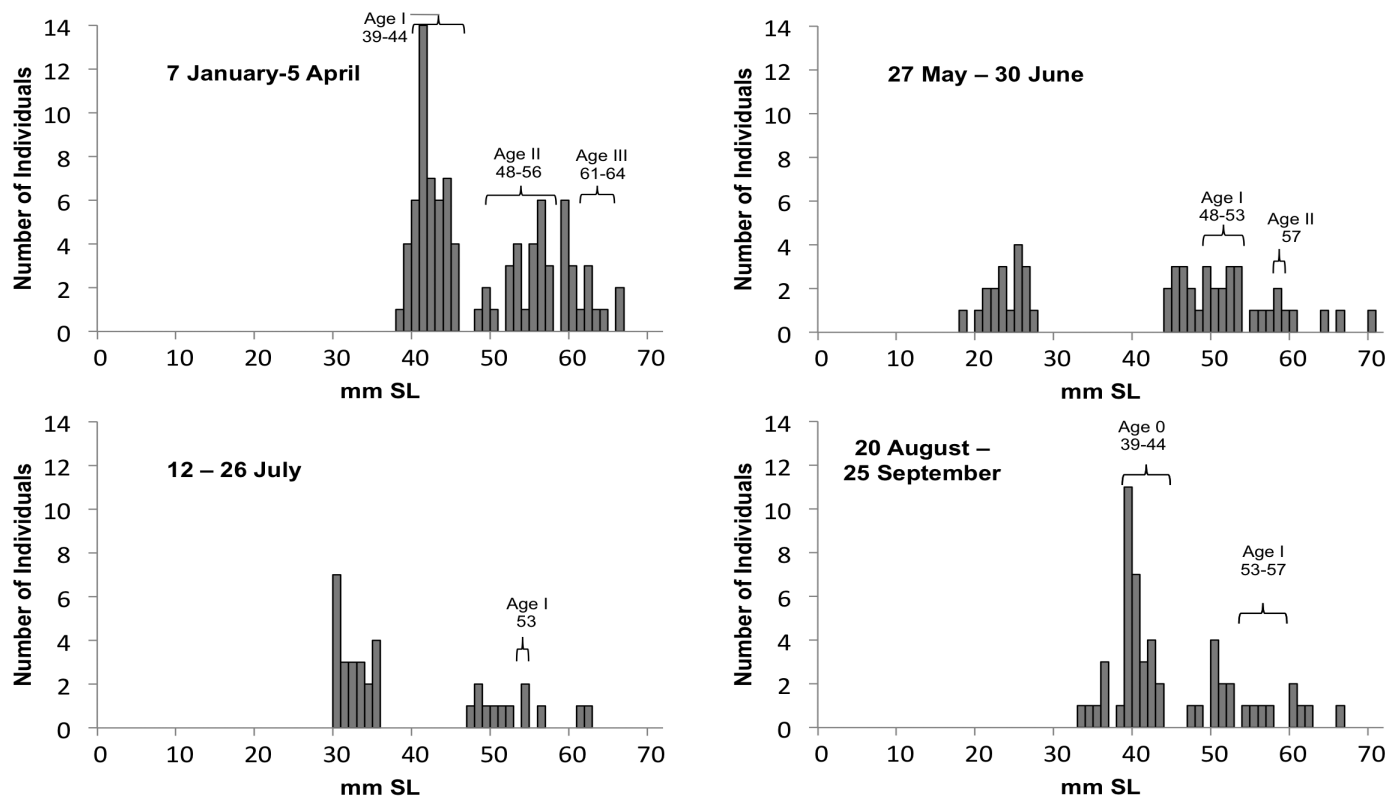 Number of Individuals
14
12
10
8
6
4
2
0
7 January-5 April
Age I
39-44
Age II
48-56
Age III
61-64
0 10 20 30 40 50 60 70
mm SL
Number of Individuals
14
12
10
8
6
4
2
0
27 May – 30 June
Age I
48-53
Age II
57
0 10 20 30 40 50 60 70
mm SL
Number of Individuals
14
12
10
8
6
4
2
0
12 – 26 July
Age I
53
0 10 20 30 40 50 60 70
mm SL
Number of Individuals
14
12
10
8
6
4
2
0
20 August –
25 September
Age 0
39-44
Age I
53-57
0 10 20 30 40 50 60 70
mm SL